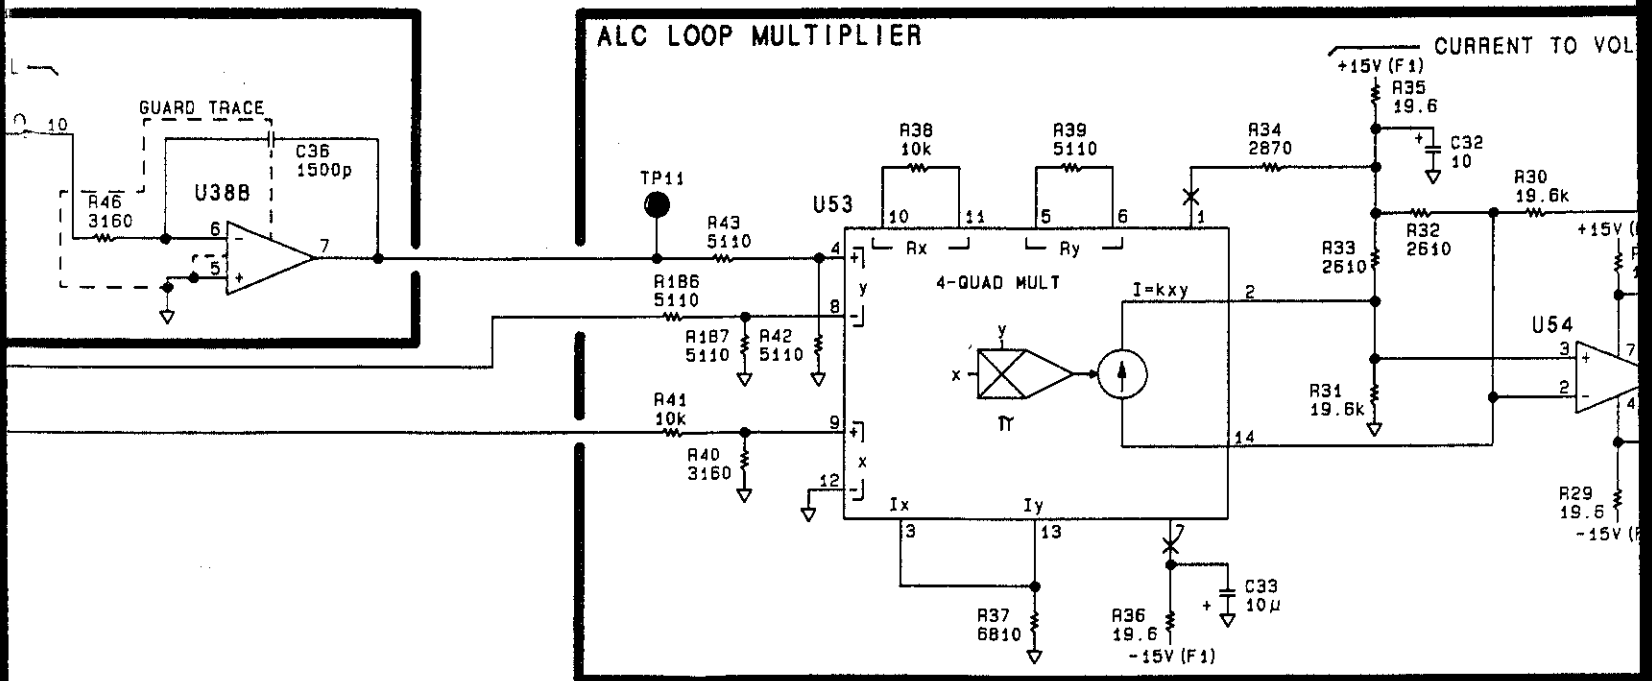 ALC LOOP MULTIPLIER
CURRENT TO VOL
L
+15V(F1)
R35
19.6
GUARD TRACE
10
C36
1500p
R46
3160
U38B
6
5
7
-
+
TP11
R43
5110
R186
5110
R187
5110
R42
5110
R41
10k
R40
3160
U53
R38
10k
R39
5110
R34
2870
C32
10
+
R30
19.6k
10
11
5
6
1
Rx
Ry
R33
2610
R32
2610
+15V(
4
+
y
8
-
4-QUAD MULT
I=kxy
2
U54
y
x
π
3
+
2
-
7
4
R31
19.6k
9
+
x
12
-
14
Ix
Iy
3
13
7
R29
19.6
-15V(F
R37
6810
R36
19.6
-15V(F1)
C33
10µ
+